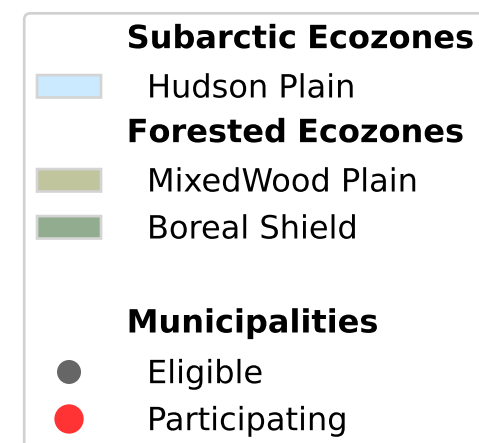 Subarctic Ecozones
Hudson Plain
Forested Ecozones
MixedWood Plain
Boreal Shield
Municipalities
Eligible
Participating